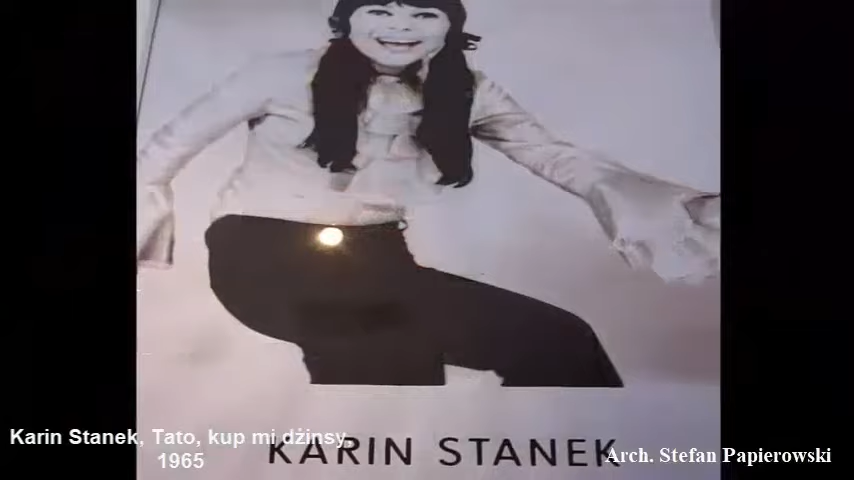 Karin Stanek, Tato, kup mi dżinsy,
1965
KARIN STANEK
Arch. Stefan Papierowski